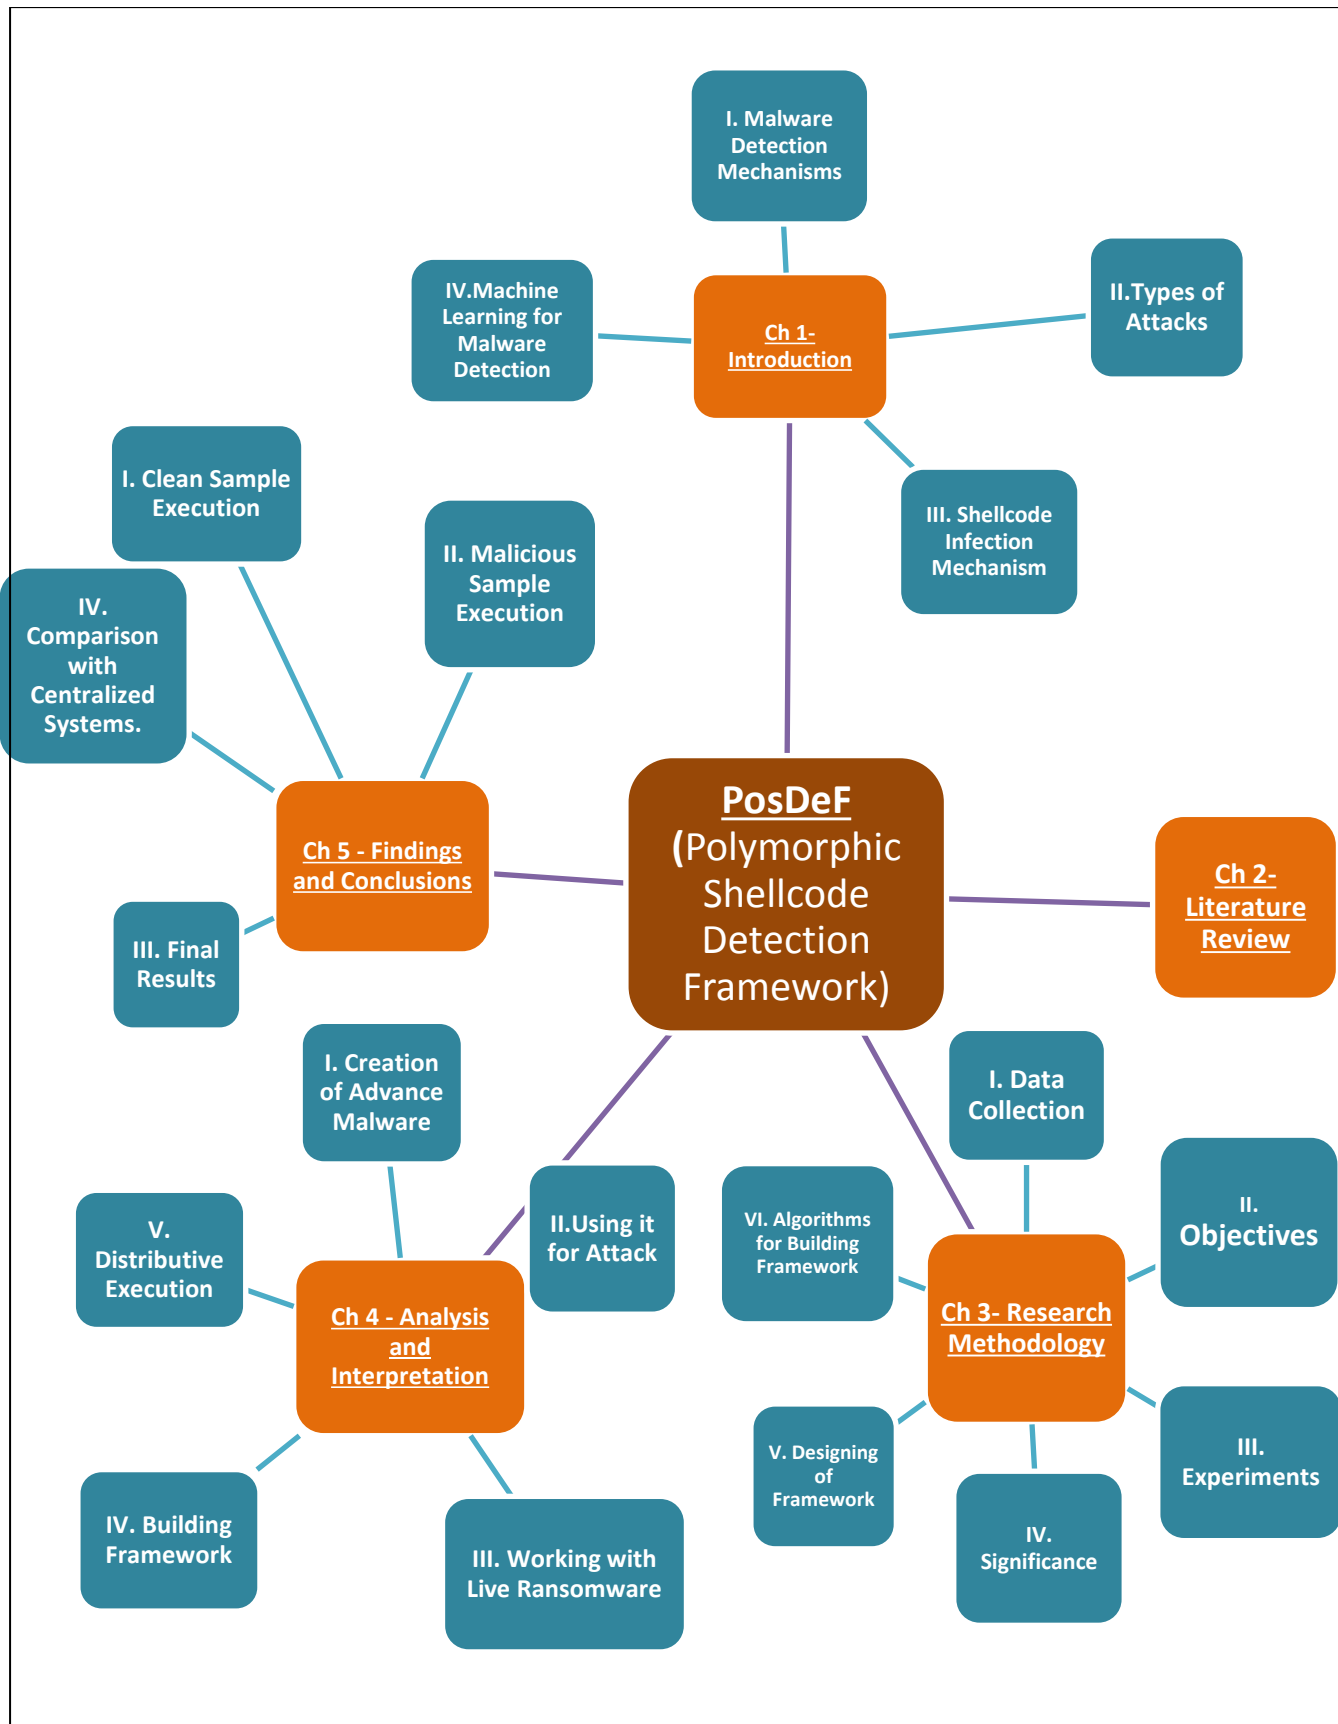 I. Malware
Detection
Mechanisms
II.Types of
Attacks
IV.Machine
Learning for
Malware
Detection
Ch 1-
Introduction
III. Shellcode
Infection
Mechanism
I. Clean Sample
Execution
II. Malicious
Sample
Execution
IV.
Comparison
with
Centralized
Systems.
Ch 5 - Findings
and Conclusions
III. Final
Results
PosDeF
(Polymorphic
Shellcode
Detection
Framework)
Ch 2-
Literature
Review
I. Creation
of Advance
Malware
II.Using it
for Attack
V.
Distributive
Execution
Ch 4 - Analysis
and
Interpretation
IV. Building
Framework
III. Working with
Live Ransomware
I. Data
Collection
II.
Objectives
VI. Algorithms
for Building
Framework
Ch 3- Research
Methodology
III.
Experiments
V. Designing
of
Framework
IV.
Significance